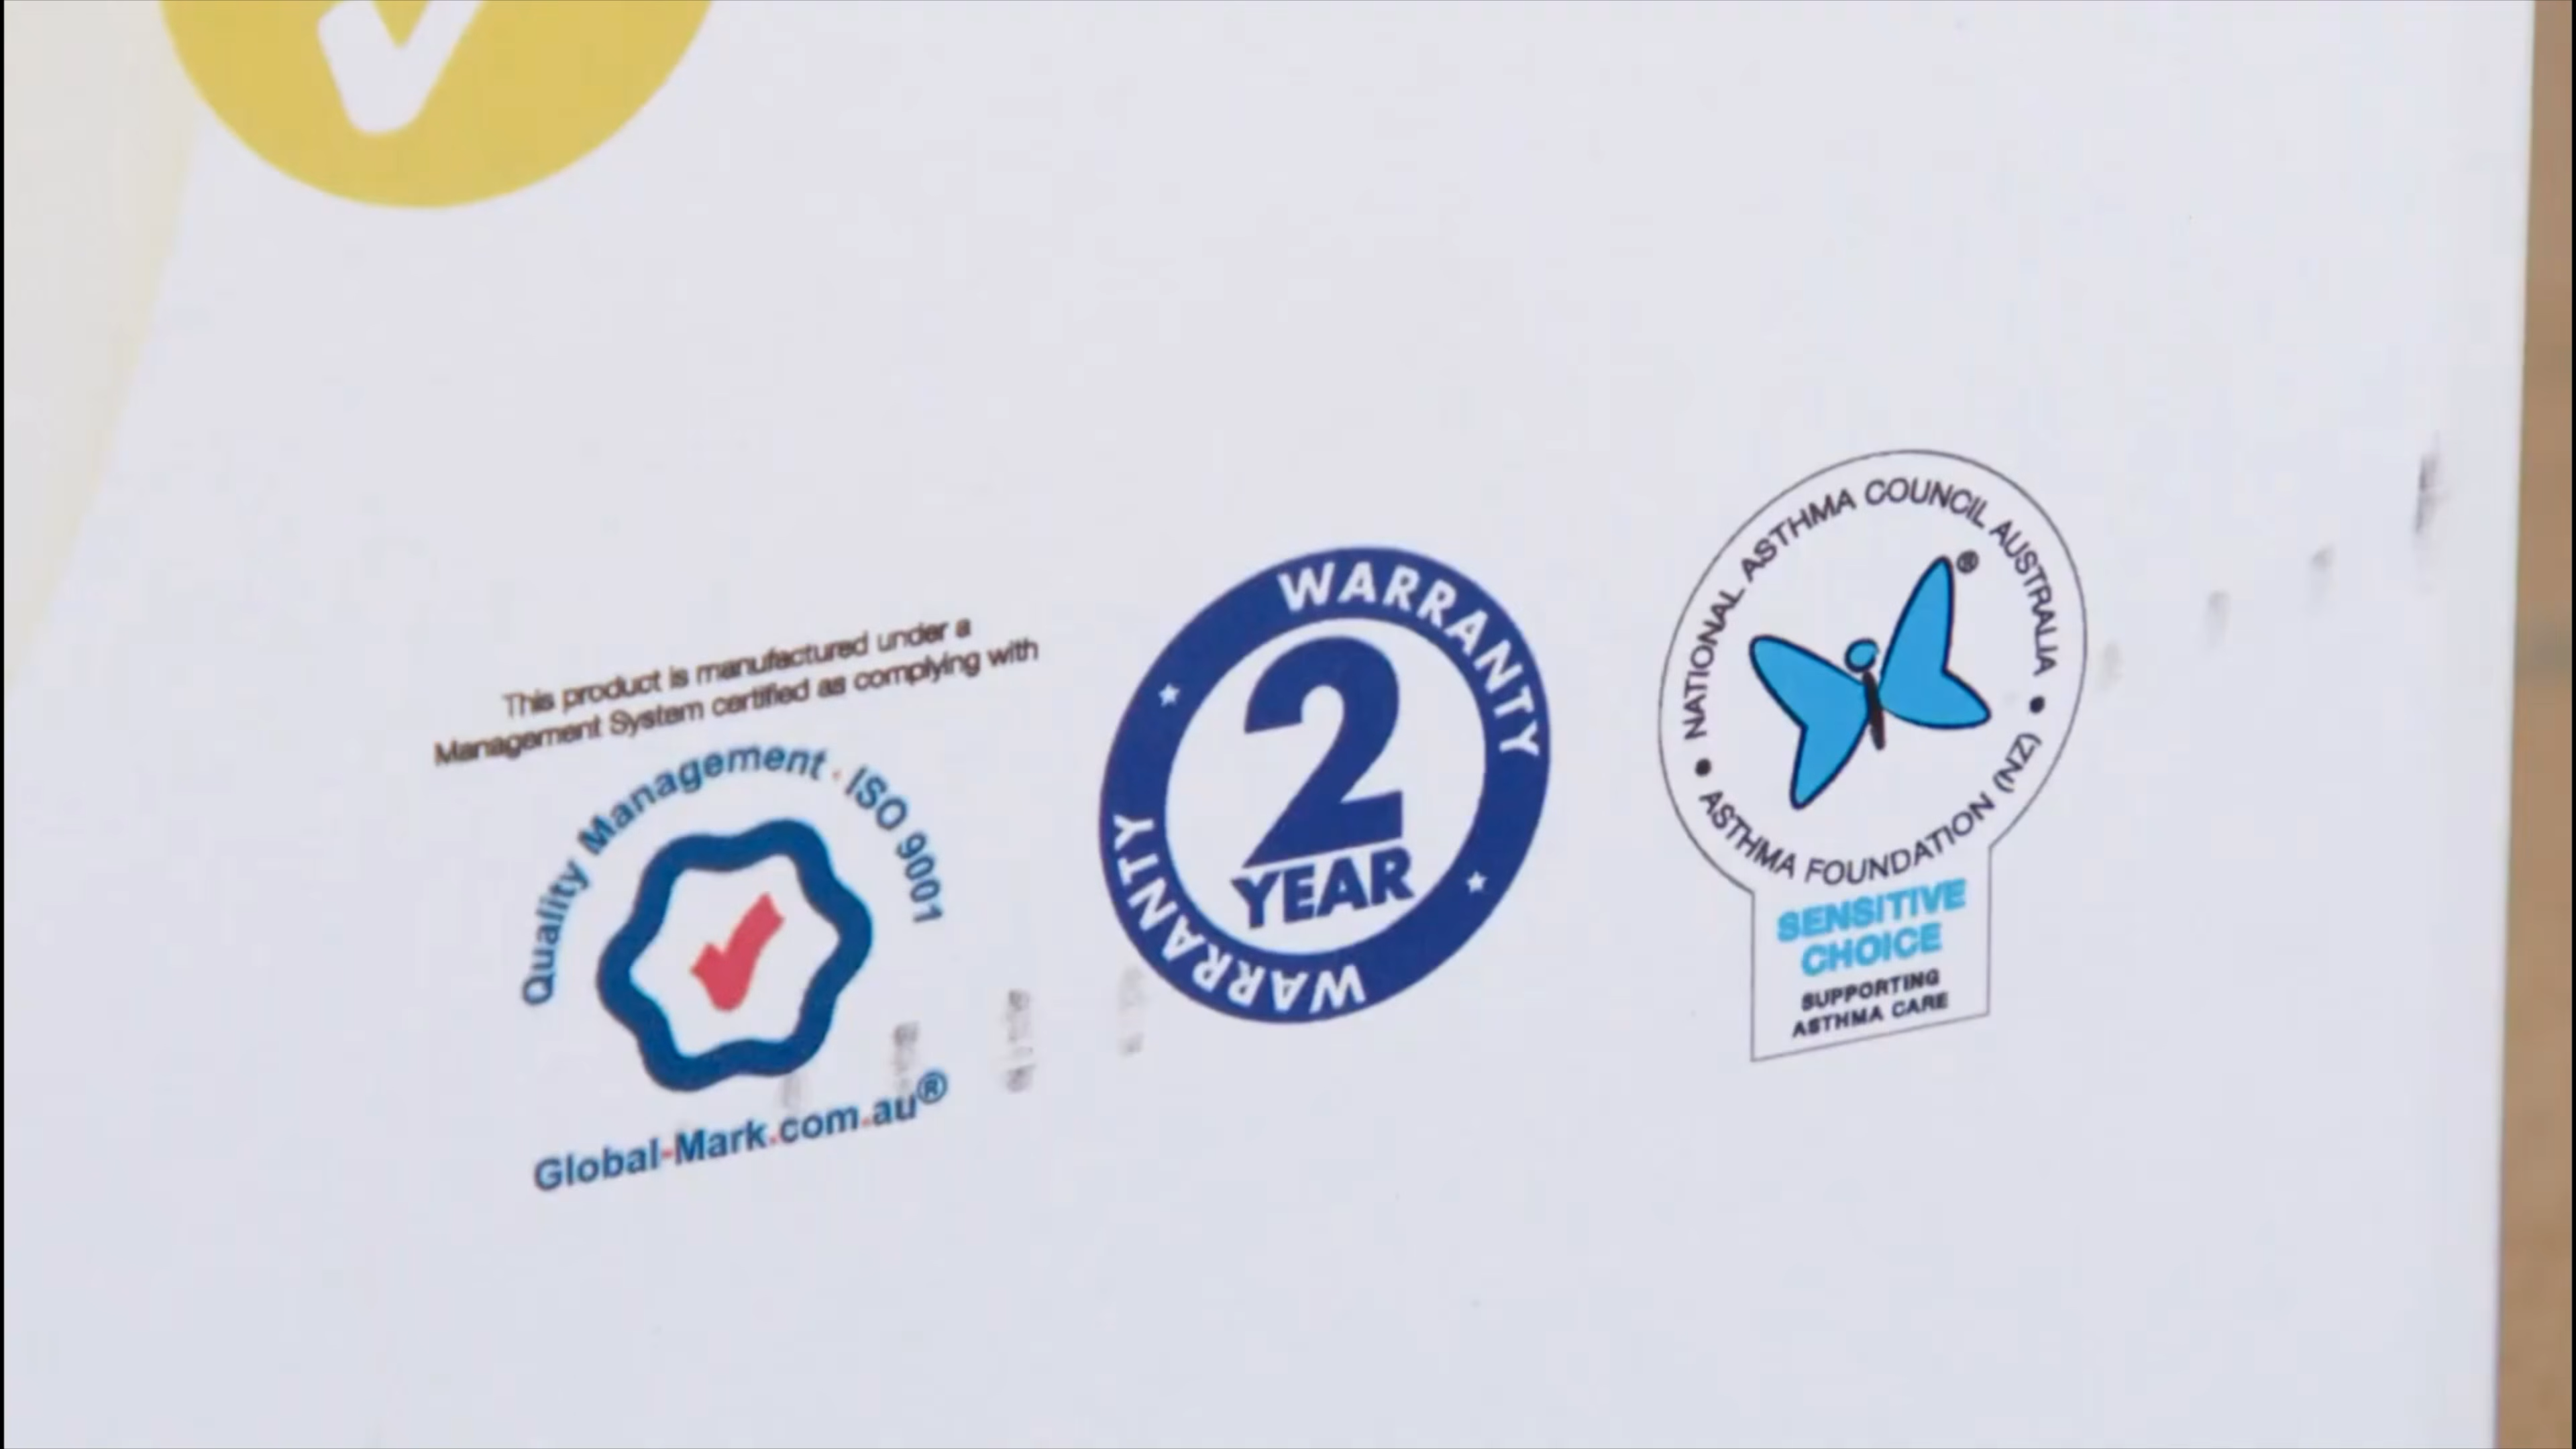 This product is manufactured under a
Management System certified as complying with
Quality Management · ISO 9001
Global-Mark.com.au®
WARRANTY
2
YEAR
WARRANTY
NATIONAL ASTHMA COUNCIL AUSTRALIA
®
• ASTHMA FOUNDATION (NZ) •
SENSITIVE
CHOICE
SUPPORTING
ASTHMA CARE